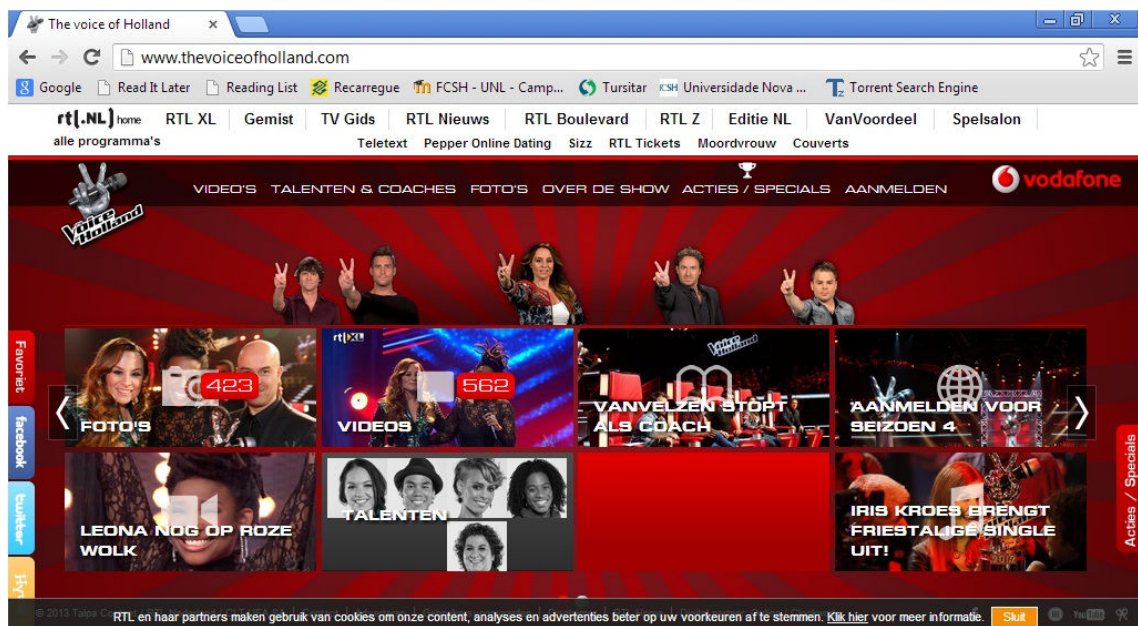 The voice of Holland
www.thevoiceofholland.com
Google Read It Later Reading List Recarregue FCSH - UNL - Camp... Tursitar FCSH Universidade Nova ... Torrent Search Engine
rtl.NL home RTL XL Gemist TV Gids RTL Nieuws RTL Boulevard RTL Z Editie NL VanVoordeel Spelsalon
alle programma's Teletext Pepper Online Dating Sizz RTL Tickets Moordvrouw Couverts
The Voice of Holland
VIDEO'S TALENTEN & COACHES FOTO'S OVER DE SHOW ACTIES / SPECIALS AANMELDEN
vodafone
Favoriet
facebook
twitter
Hyv
423
FOTO'S
rtl XL
562
VIDEOS
VANVELZEN STOPT
ALS COACH
AANMELDEN VOOR
SEIZOEN 4
LEONA NOG OP ROZE
WOLK
TALENTEN
IRIS KROES BRENGT
FRIESTALIGE SINGLE
UIT!
Acties / Specials
© 2013 Talpa
RTL en haar partners maken gebruik van cookies om onze content, analyses en advertenties beter op uw voorkeuren af te stemmen. Klik hier voor meer informatie. Sluit
YouTube